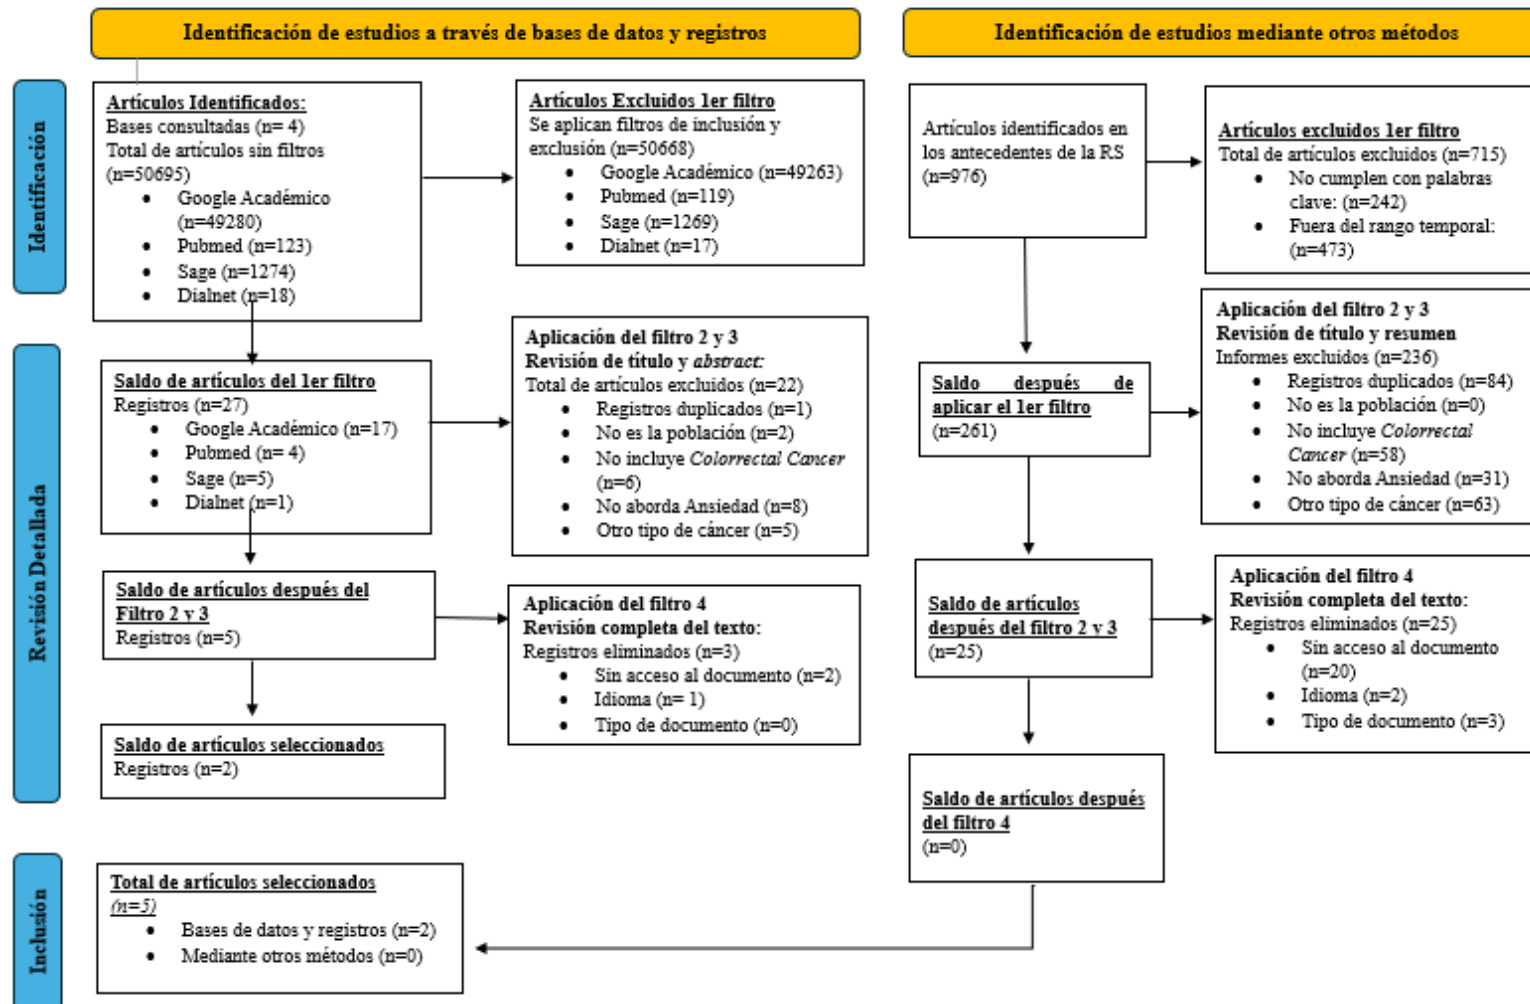 Identificación de estudios a través de bases de datos y registros
Identificación de estudios mediante otros métodos
Identificación
Artículos Identificados:
Bases consultadas (n= 4)
Total de artículos sin filtros
(n=50695)
• Google Académico
(n=49280)
• Pubmed (n=123)
• Sage (n=1274)
• Dialnet (n=18)
Artículos Excluidos 1er filtro
Se aplican filtros de inclusión y
exclusión (n=50668)
• Google Académico (n=49263)
• Pubmed (n=119)
• Sage (n=1269)
• Dialnet (n=17)
Artículos identificados en
los antecedentes de la RS
(n=976)
Artículos excluidos 1er filtro
Total de artículos excluidos (n=715)
• No cumplen con palabras
clave: (n=242)
• Fuera del rango temporal:
(n=473)
Revisión Detallada
Saldo de artículos del 1er filtro
Registros (n=27)
• Google Académico (n=17)
• Pubmed (n= 4)
• Sage (n=5)
• Dialnet (n=1)
Aplicación del filtro 2 y 3
Revisión de título y abstract:
Total de artículos excluidos (n=22)
• Registros duplicados (n=1)
• No es la población (n=2)
• No incluye Colorrectal Cancer
(n=6)
• No aborda Ansiedad (n=8)
• Otro tipo de cáncer (n=5)
Saldo después de
aplicar el 1er filtro
(n=261)
Aplicación del filtro 2 y 3
Revisión de título y resumen
Informes excluidos (n=236)
• Registros duplicados (n=84)
• No es la población (n=0)
• No incluye Colorrectal
Cancer (n=58)
• No aborda Ansiedad (n=31)
• Otro tipo de cáncer (n=63)
Saldo de artículos después del
Filtro 2 y 3
Registros (n=5)
Aplicación del filtro 4
Revisión completa del texto:
Registros eliminados (n=3)
• Sin acceso al documento (n=2)
• Idioma (n= 1)
• Tipo de documento (n=0)
Saldo de artículos
después del filtro 2 y 3
(n=25)
Aplicación del filtro 4
Revisión completa del texto:
Registros eliminados (n=25)
• Sin acceso al documento
(n=20)
• Idioma (n=2)
• Tipo de documento (n=3)
Saldo de artículos seleccionados
Registros (n=2)
Saldo de artículos después
del filtro 4
(n=0)
Inclusión
Total de artículos seleccionados
(n=5)
• Bases de datos y registros (n=2)
• Mediante otros métodos (n=0)